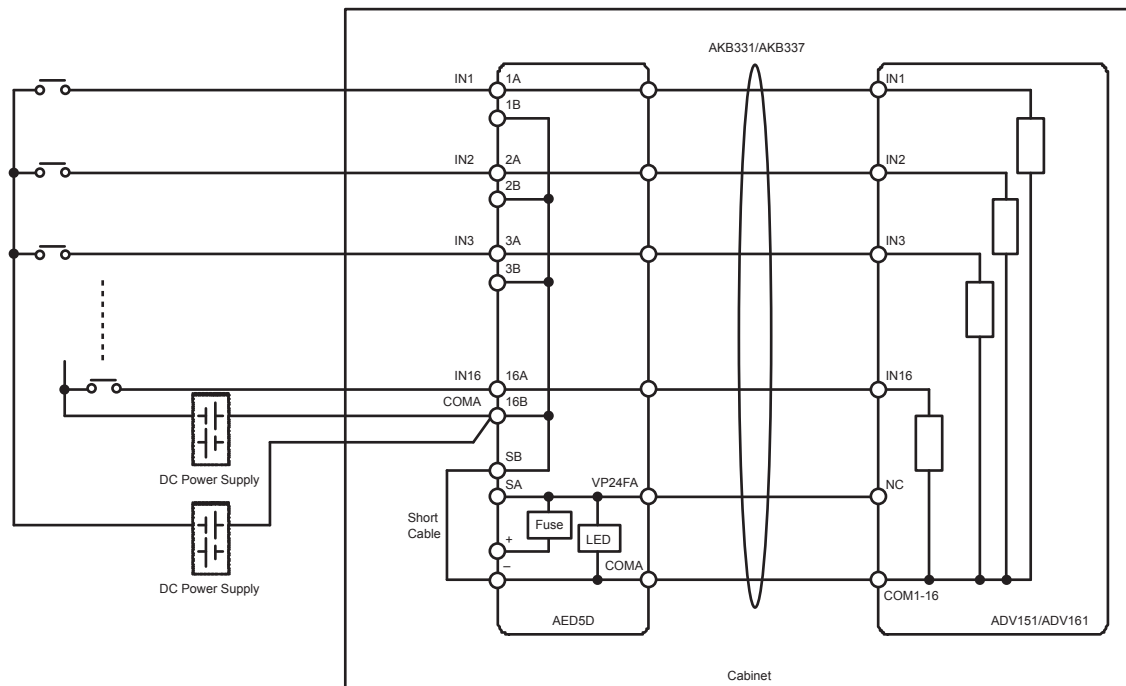 AKB331/AKB337
IN1
1A
IN1
1B
IN2
2A
IN2
2B
IN3
3A
IN3
3B
IN16
16A
IN16
COMA
16B
DC Power Supply
SB
SA
VP24FA
NC
Short
Cable
Fuse
LED
+
–
COMA
DC Power Supply
COM1-16
AED5D
ADV151/ADV161
Cabinet